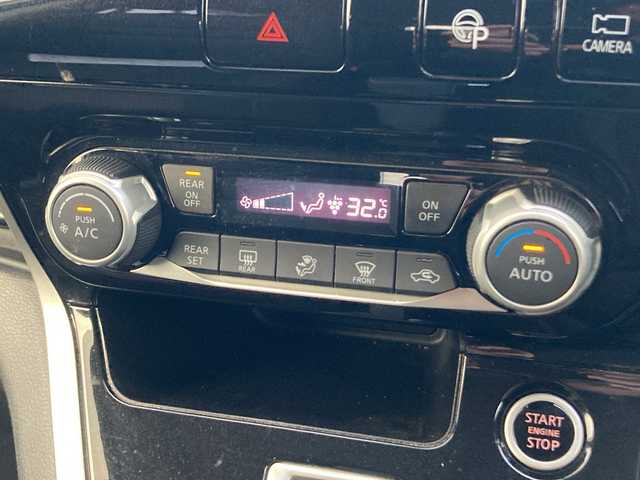 P
CAMERA
PUSH
A/C
REAR
ON
OFF
32.0
°C
ON
OFF
REAR
SET
REAR
FRONT
PUSH
AUTO
START
ENGINE
STOP